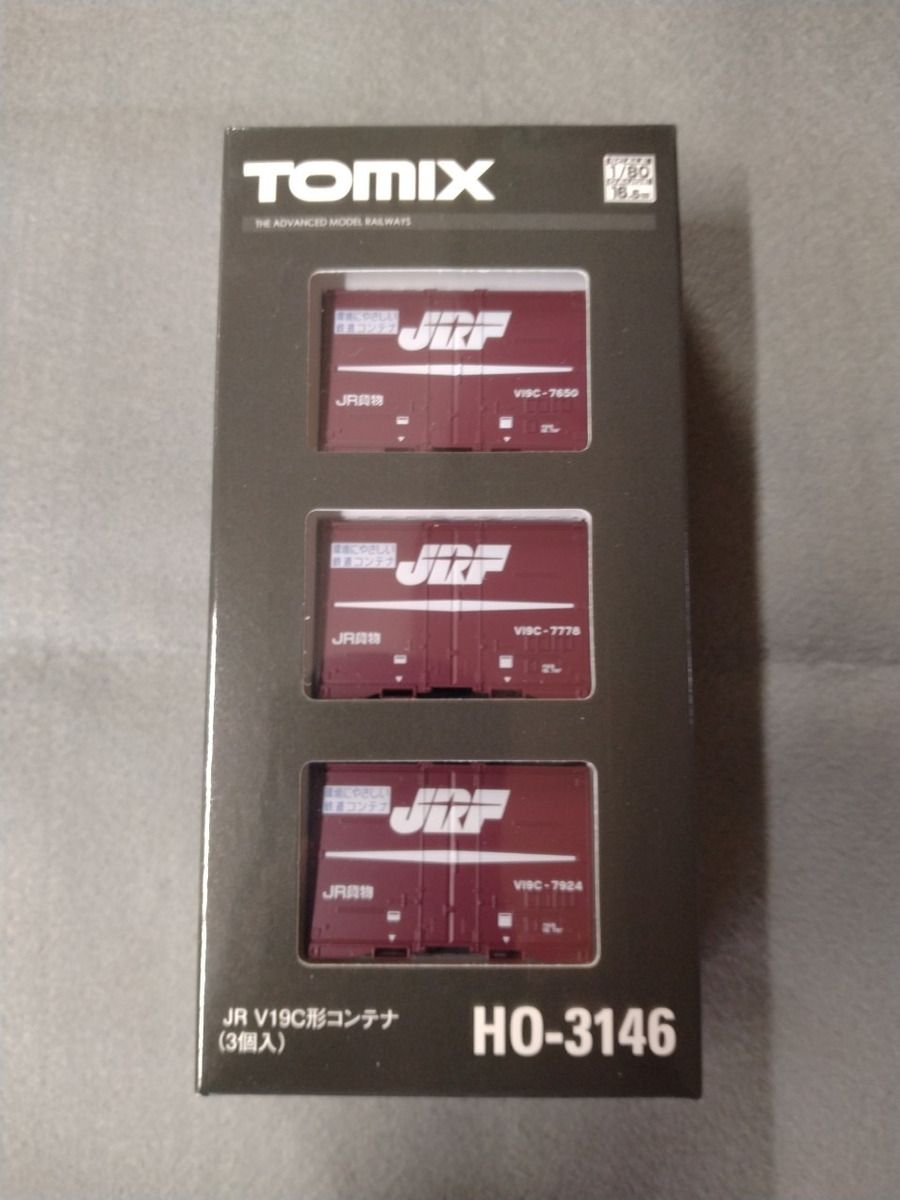 TOMIX
1/80
16.5mm
THE ADVANCED MODEL RAILWAYS
環境にやさしい
鉄道コンテナ
JRF
V19C-7650
JR貨物
環境にやさしい
鉄道コンテナ
JRF
V19C-7778
JR貨物
環境にやさしい
鉄道コンテナ
JRF
V19C-7924
JR貨物
JR V19C形コンテナ
(3個入)
HO-3146